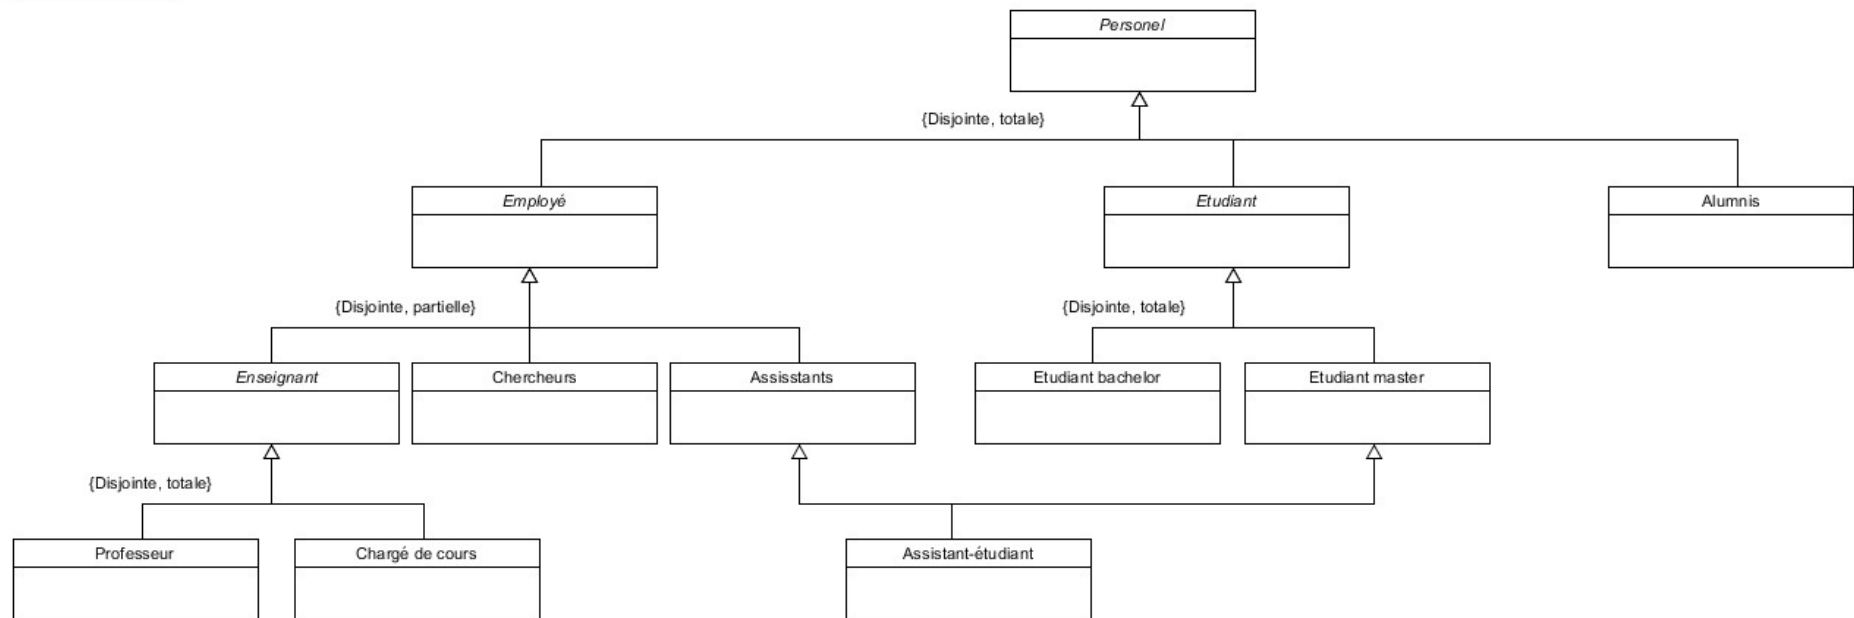 Personel
{Disjointe, totale}
Employé
Etudiant
Alumnis
{Disjointe, partielle}
{Disjointe, totale}
Enseignant
Chercheurs
Assisstants
Etudiant bachelor
Etudiant master
{Disjointe, totale}
Professeur
Chargé de cours
Assistant-étudiant